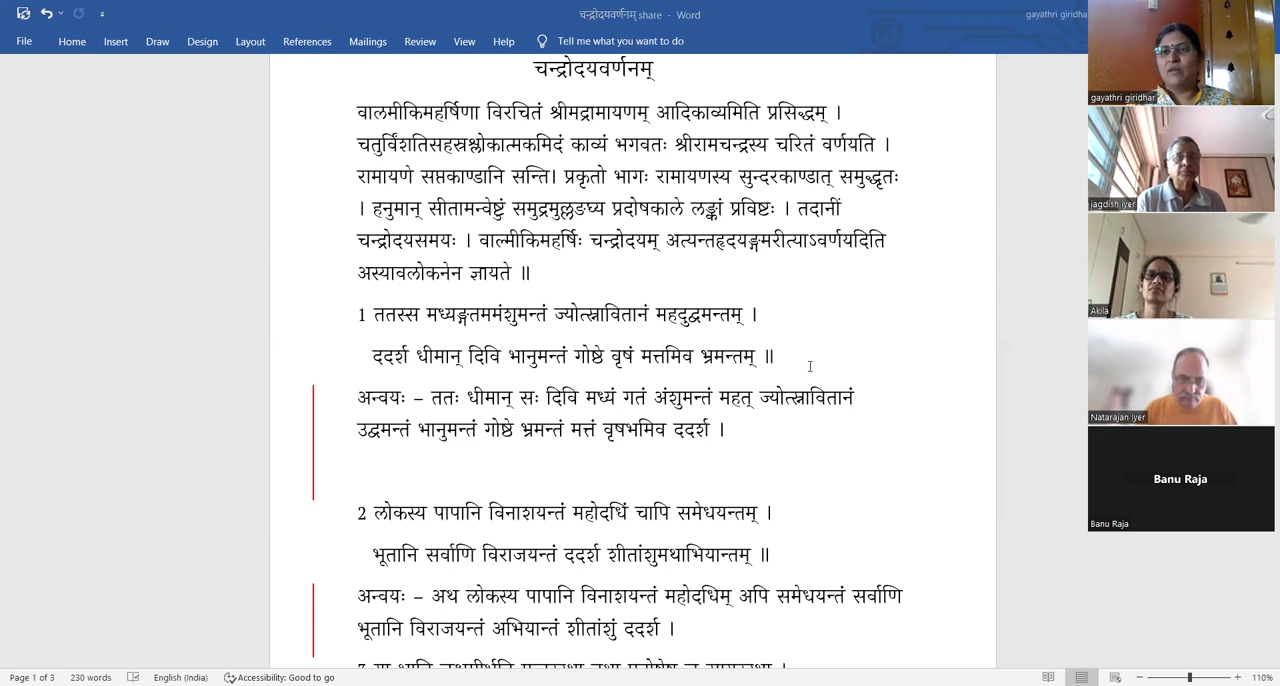 चन्द्रोदयवर्णनम् share - Word
gayathri giridha
File Home Insert Draw Design Layout References Mailings Review View Help Tell me what you want to do
चन्द्रोदयवर्णनम्
वालमीकिमहर्षिणा विरचितं श्रीमद्रामायणम् आदिकाव्यमिति प्रसिद्धम् ।
चतुर्विंशतिसहस्रश्लोकात्मकमिदं काव्यं भगवतः श्रीरामचन्द्रस्य चरितं वर्णयति ।
रामायणे सप्तकाण्डानि सन्ति। प्रकृतो भागः रामायणस्य सुन्दरकाण्डात् समुद्धृतः
। हनुमान् सीतामन्वेष्टुं समुद्रमुल्लङघ्य प्रदोषकाले लङ्कां प्रविष्टः । तदानीं
चन्द्रोदयसमयः । वाल्मीकिमहर्षिः चन्द्रोदयम् अत्यन्तहृदयङ्गमरीत्याऽवर्णयदिति
अस्यावलोकनेन ज्ञायते ॥
1 ततस्स मध्यङ्गतममंशुमन्तं ज्योत्स्नावितानं महदुद्वमन्तम् ।
ददर्श धीमान् दिवि भानुमन्तं गोष्ठे वृषं मत्तमिव भ्रमन्तम् ॥
अन्वयः – ततः धीमान् सः दिवि मध्यं गतं अंशुमन्तं महत् ज्योत्स्नावितानं
उद्वमन्तं भानुमन्तं गोष्ठे भ्रमन्तं मत्तं वृषभमिव ददर्श ।
2 लोकस्य पापानि विनाशयन्तं महोदधिं चापि समेधयन्तम् ।
भूतानि सर्वाणि विराजयन्तं ददर्श शीतांशुमथाभियान्तम् ॥
अन्वयः – अथ लोकस्य पापानि विनाशयन्तं महोदधिम् अपि समेधयन्तं सर्वाणि
भूतानि विराजयन्तं अभियान्तं शीतांशुं ददर्श ।
gayathri giridhar
jagdish iyer
Akila
Natarajan Iyer
Banu Raja
Banu Raja
Page 1 of 3 230 words English (India) Accessibility: Good to go 110%